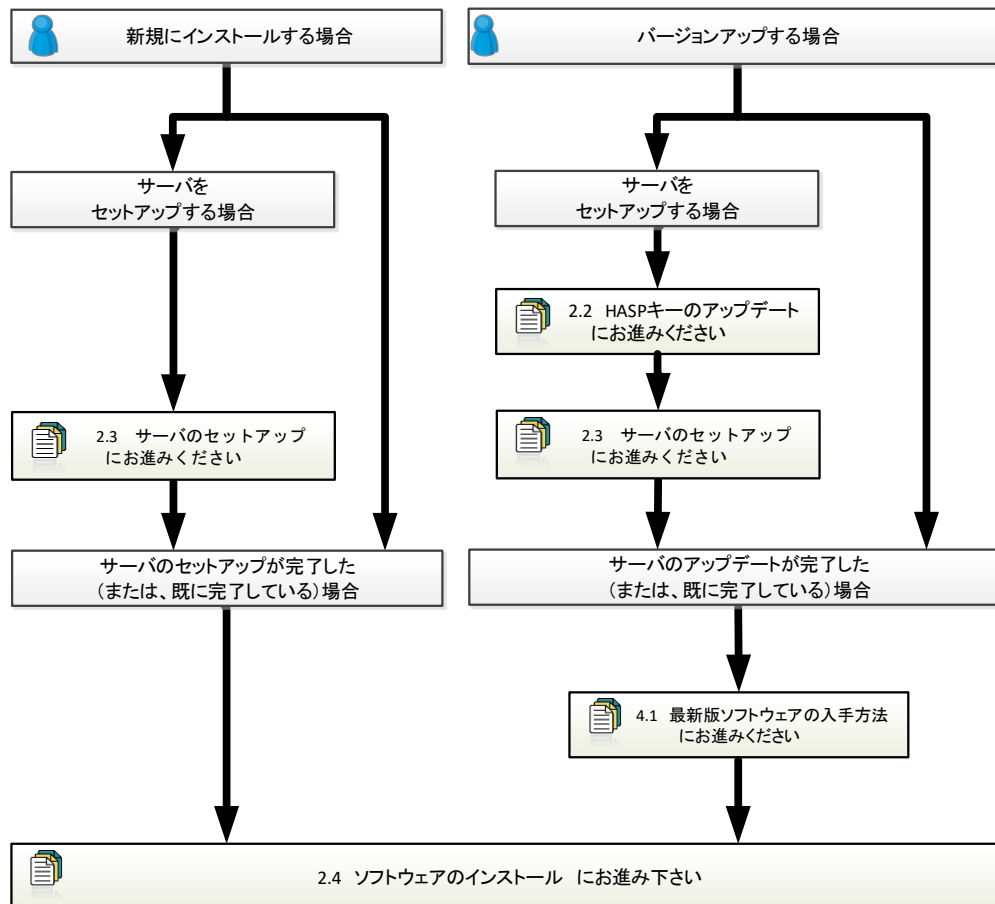 新規にインストールする場合
サーバを
セットアップする場合
2.3 サーバのセットアップ
にお進みください
サーバのセットアップが完了した
(または、既に完了している)場合
バージョンアップする場合
サーバを
セットアップする場合
2.2 HASPキーのアップデート
にお進みください
2.3 サーバのセットアップ
にお進みください
サーバのアップデートが完了した
(または、既に完了している)場合
4.1 最新版ソフトウェアの入手方法
にお進みください
2.4 ソフトウェアのインストール にお進み下さい